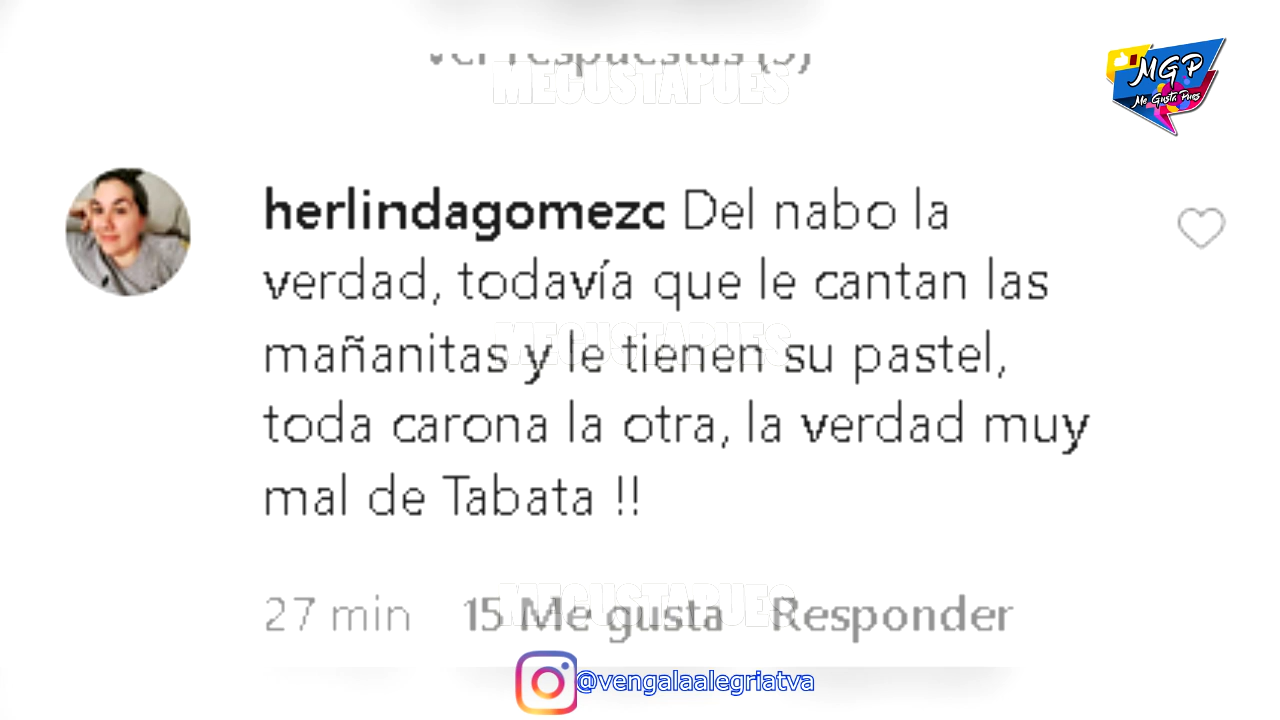 Ver respuestas (5)
MEGUSTAPUES
MGP
Me Gusta Pues
herlindagomezc Del nabo la
verdad, todavía que le cantan las
mañanitas y le tienen su pastel,
MEGUSTAPUES
toda carona la otra, la verdad muy
mal de Tabata !!
MEGUSTAPUES
27 min 15 Me gusta Responder
@vengalaalegriatva